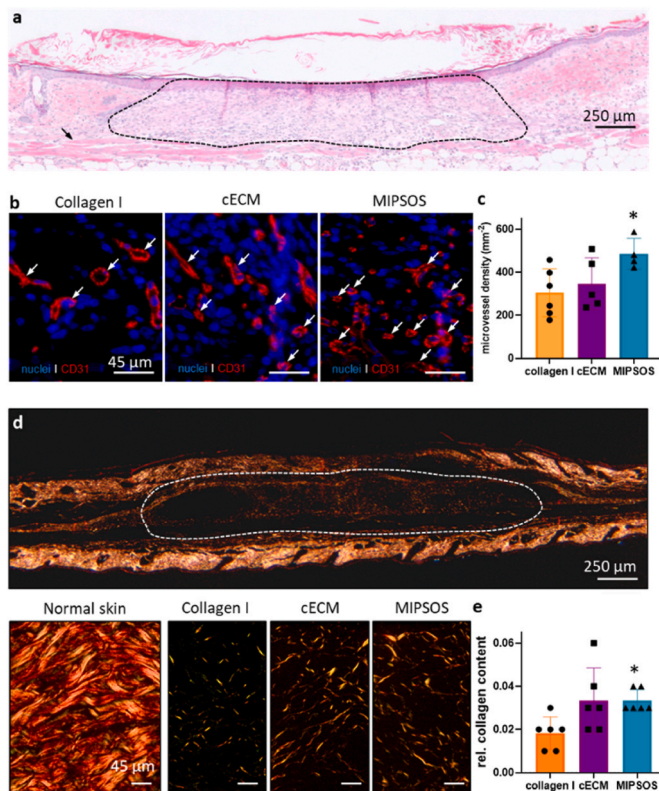 a
250 µm
b
Collagen I
cECM
MIPSOS
nuclei I CD31
45 µm
nuclei I CD31
nuclei I CD31
c
*
microvessel density (mm-2)
600
400
200
0
collagen I cECM MIPSOS
d
250 µm
Normal skin
45 µm
Collagen I
cECM
MIPSOS
e
*
rel. collagen content
0.06
0.04
0.02
0.00
collagen I cECM MIPSOS